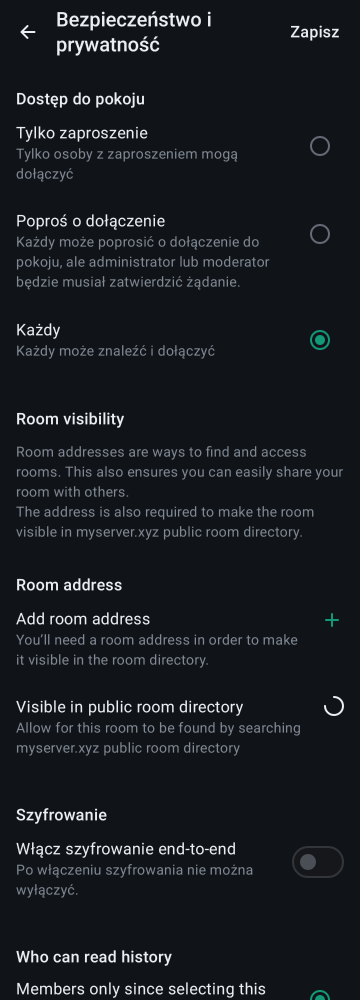 Bezpieczeństwo i
prywatność
Zapisz
Dostęp do pokoju
Tylko zaproszenie
Tylko osoby z zaproszeniem mogą
dołączyć
Poproś o dołączenie
Każdy może poprosić o dołączenie do
pokoju, ale administrator lub moderator
będzie musiał zatwierdzić żądanie.
Każdy
Każdy może znaleźć i dołączyć
Room visibility
Room addresses are ways to find and access
rooms. This also ensures you can easily share your
room with others.
The address is also required to make the room
visible in myserver.xyz public room directory.
Room address
Add room address
You'll need a room address in order to make
it visible in the room directory.
Visible in public room directory
Allow for this room to be found by searching
myserver.xyz public room directory
Szyfrowanie
Włącz szyfrowanie end-to-end
Po włączeniu szyfrowania nie można
wyłączyć.
Who can read history
Members only since selecting this